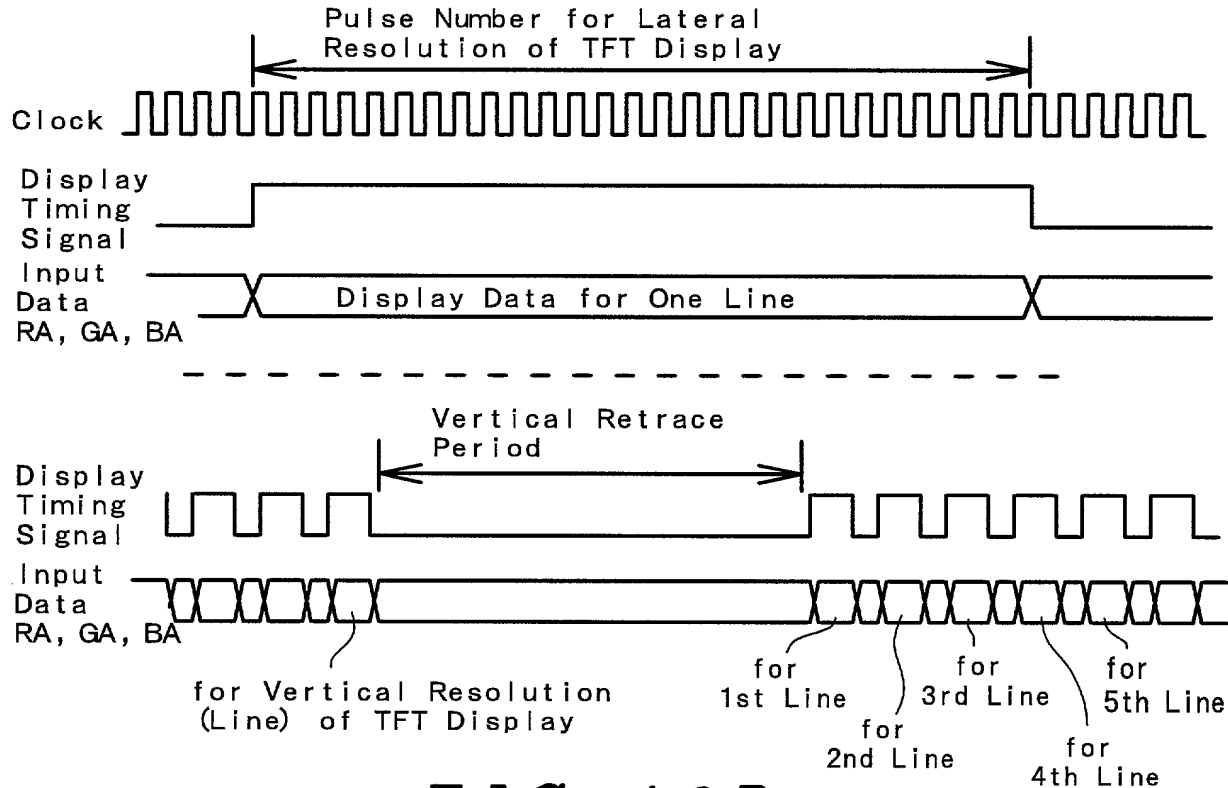 Pulse Number for Lateral
Resolution of TFT Display
Clock
Display
Timing
Signal
Input
Data
RA, GA, BA
Display Data for One Line
Vertical Retrace
Period
Display
Timing
Signal
Input
Data
RA, GA, BA
for Vertical Resolution
(Line) of TFT Display
for
1st Line
for
2nd Line
for
3rd Line
for
4th Line
for
5th Line